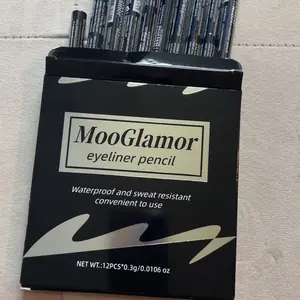 MooGlamor
eyeliner pencil
Waterproof and sweat resistant
convenient to use
NET WT.:12PCS*0.3g/0.0106 oz